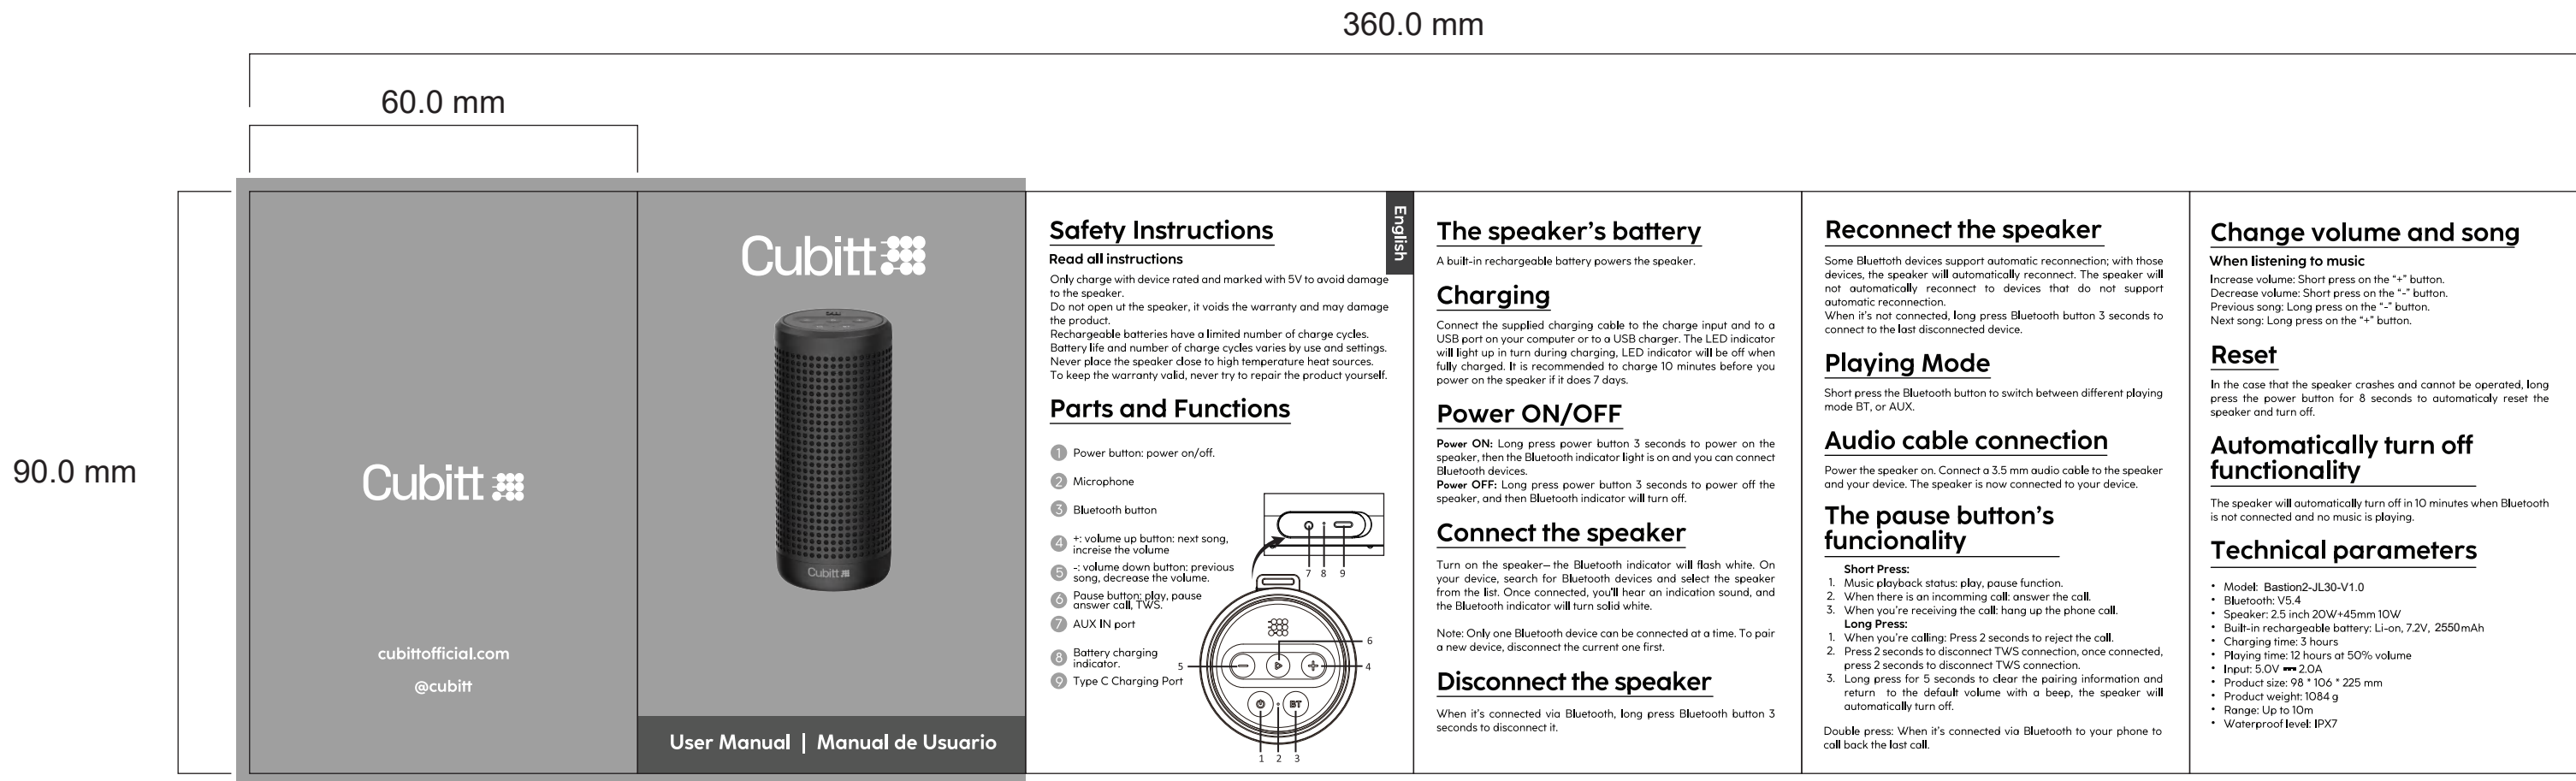 360.0 mm
60.0 mm
90.0 mm
Cubitt
cubittofficial.com
@cubitt
Cubitt
Cubitt
User Manual | Manual de Usuario
English
Safety Instructions
Read all instructions
Only charge with device rated and marked with 5V to avoid damage
to the speaker.
Do not open ut the speaker, it voids the warranty and may damage
the product.
Rechargeable batteries have a limited number of charge cycles.
Battery life and number of charge cycles varies by use and settings.
Never place the speaker close to high temperature heat sources.
To keep the warranty valid, never try to repair the product yourself.
Parts and Functions
1 Power button: power on/off.
2 Microphone
3 Bluetooth button
4 +: volume up button: next song,
increise the volume
5 -: volume down button: previous
song, decrease the volume.
6 Pause button: play, pause
answer call, TWS.
7 AUX IN port
8 Battery charging
indicator.
9 Type C Charging Port
7 8 9
6
5
4
BT
1 2 3
The speaker's battery
A built-in rechargeable battery powers the speaker.
Charging
Connect the supplied charging cable to the charge input and to a
USB port on your computer or to a USB charger. The LED indicator
will light up in turn during charging, LED indicator will be off when
fully charged. It is recommended to charge 10 minutes before you
power on the speaker if it does 7 days.
Power ON/OFF
Power ON: Long press power button 3 seconds to power on the
speaker, then the Bluetooth indicator light is on and you can connect
Bluetooth devices.
Power OFF: Long press power button 3 seconds to power off the
speaker, and then Bluetooth indicator will turn off.
Connect the speaker
Turn on the speaker– the Bluetooth indicator will flash white. On
your device, search for Bluetooth devices and select the speaker
from the list. Once connected, you'll hear an indication sound, and
the Bluetooth indicator will turn solid white.
Note: Only one Bluetooth device can be connected at a time. To pair
a new device, disconnect the current one first.
Disconnect the speaker
When it's connected via Bluetooth, long press Bluetooth button 3
seconds to disconnect it.
Reconnect the speaker
Some Bluettoth devices support automatic reconnection; with those
devices, the speaker will automatically reconnect. The speaker will
not automatically reconnect to devices that do not support
automatic reconnection.
When it's not connected, long press Bluetooth button 3 seconds to
connect to the last disconnected device.
Playing Mode
Short press the Bluetooth button to switch between different playing
mode BT, or AUX.
Audio cable connection
Power the speaker on. Connect a 3.5 mm audio cable to the speaker
and your device. The speaker is now connected to your device.
The pause button's
funcionality
Short Press:
1. Music playback status: play, pause function.
2. When there is an incomming call: answer the call.
3. When you're receiving the call: hang up the phone call.
Long Press:
1. When you're calling: Press 2 seconds to reject the call.
2. Press 2 seconds to disconnect TWS connection, once connected,
press 2 seconds to disconnect TWS connection.
3. Long press for 5 seconds to clear the pairing information and
return to the default volume with a beep, the speaker will
automatically turn off.
Double press: When it's connected via Bluetooth to your phone to
call back the last call.
Change volume and song
When listening to music
Increase volume: Short press on the "+" button.
Decrease volume: Short press on the "-" button.
Previous song: Long press on the "-" button.
Next song: Long press on the "+" button.
Reset
In the case that the speaker crashes and cannot be operated, long
press the power button for 8 seconds to automaticaly reset the
speaker and turn off.
Automatically turn off
functionality
The speaker will automatically turn off in 10 minutes when Bluetooth
is not connected and no music is playing.
Technical parameters
• Model: Bastion2-JL30-V1.0
• Bluetooth: V5.4
• Speaker: 2.5 inch 20W+45mm 10W
• Built-in rechargeable battery: Li-on, 7.2V, 2550mAh
• Charging time: 3 hours
• Playing time: 12 hours at 50% volume
• Input: 5.0V ⎓ 2.0A
• Product size: 98 * 106 * 225 mm
• Product weight: 1084 g
• Range: Up to 10m
• Waterproof level: IPX7